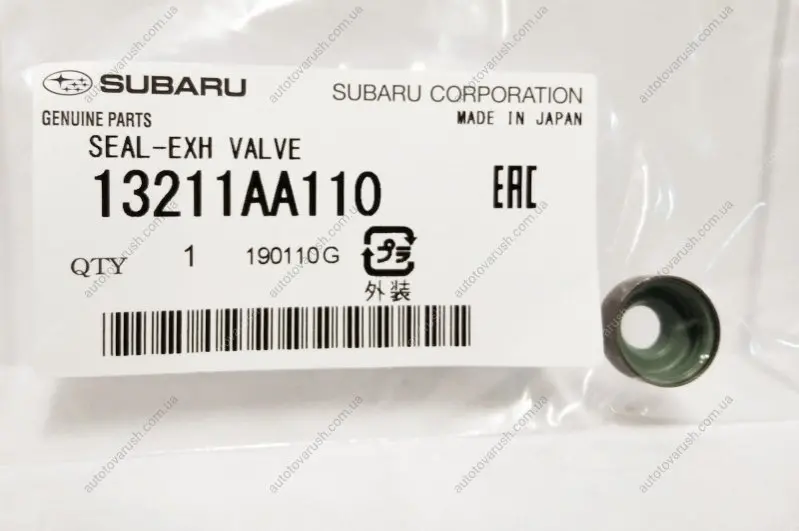 SUBARU
SUBARU CORPORATION
GENUINE PARTS
MADE IN JAPAN
SEAL-EXH VALVE
13211AA110
EAC
QTY 1 190110G
プラ
外装
autotovarush.com.ua